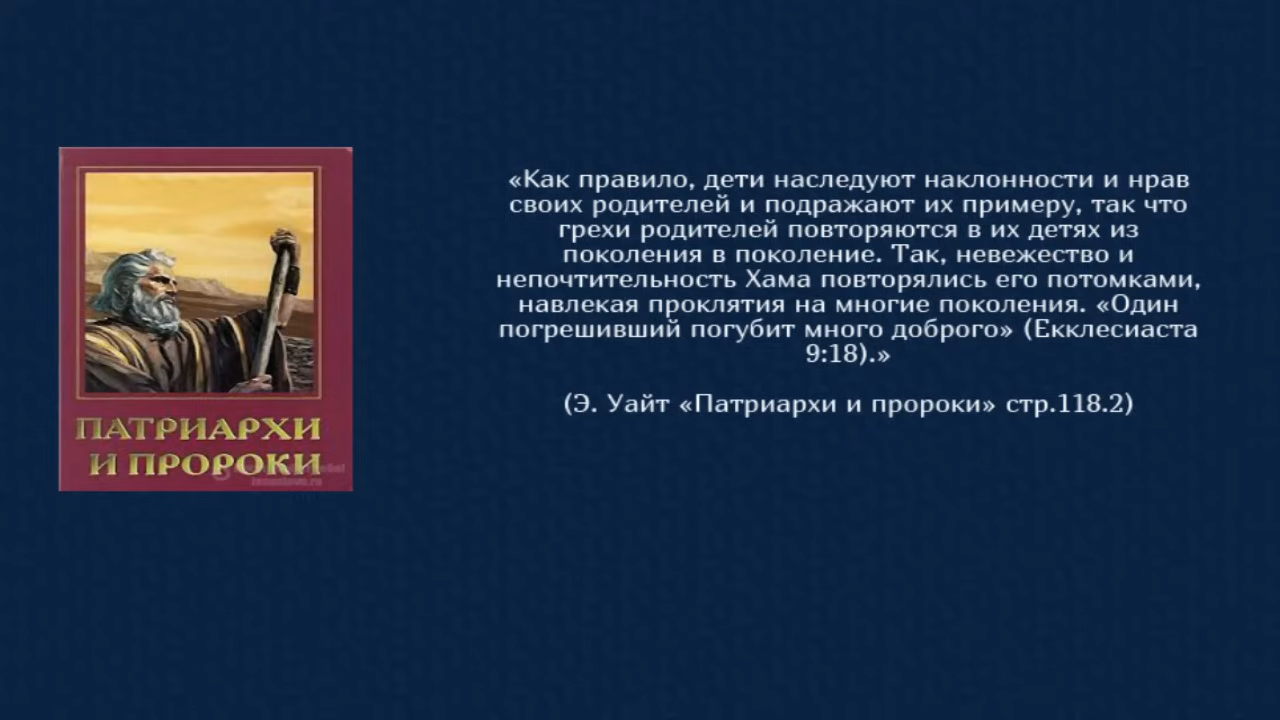 «Как правило, дети наследуют наклонности и нрав
своих родителей и подражают их примеру, так что
грехи родителей повторяются в их детях из
поколения в поколение. Так, невежество и
непочтительность Хама повторялись его потомками,
навлекая проклятия на многие поколения. «Один
погрешивший погубит много доброго» (Екклесиаста
9:18).»
(Э. Уайт «Патриархи и пророки» стр.118.2)
ПАТРИАРХИ
И ПРОРОКИ